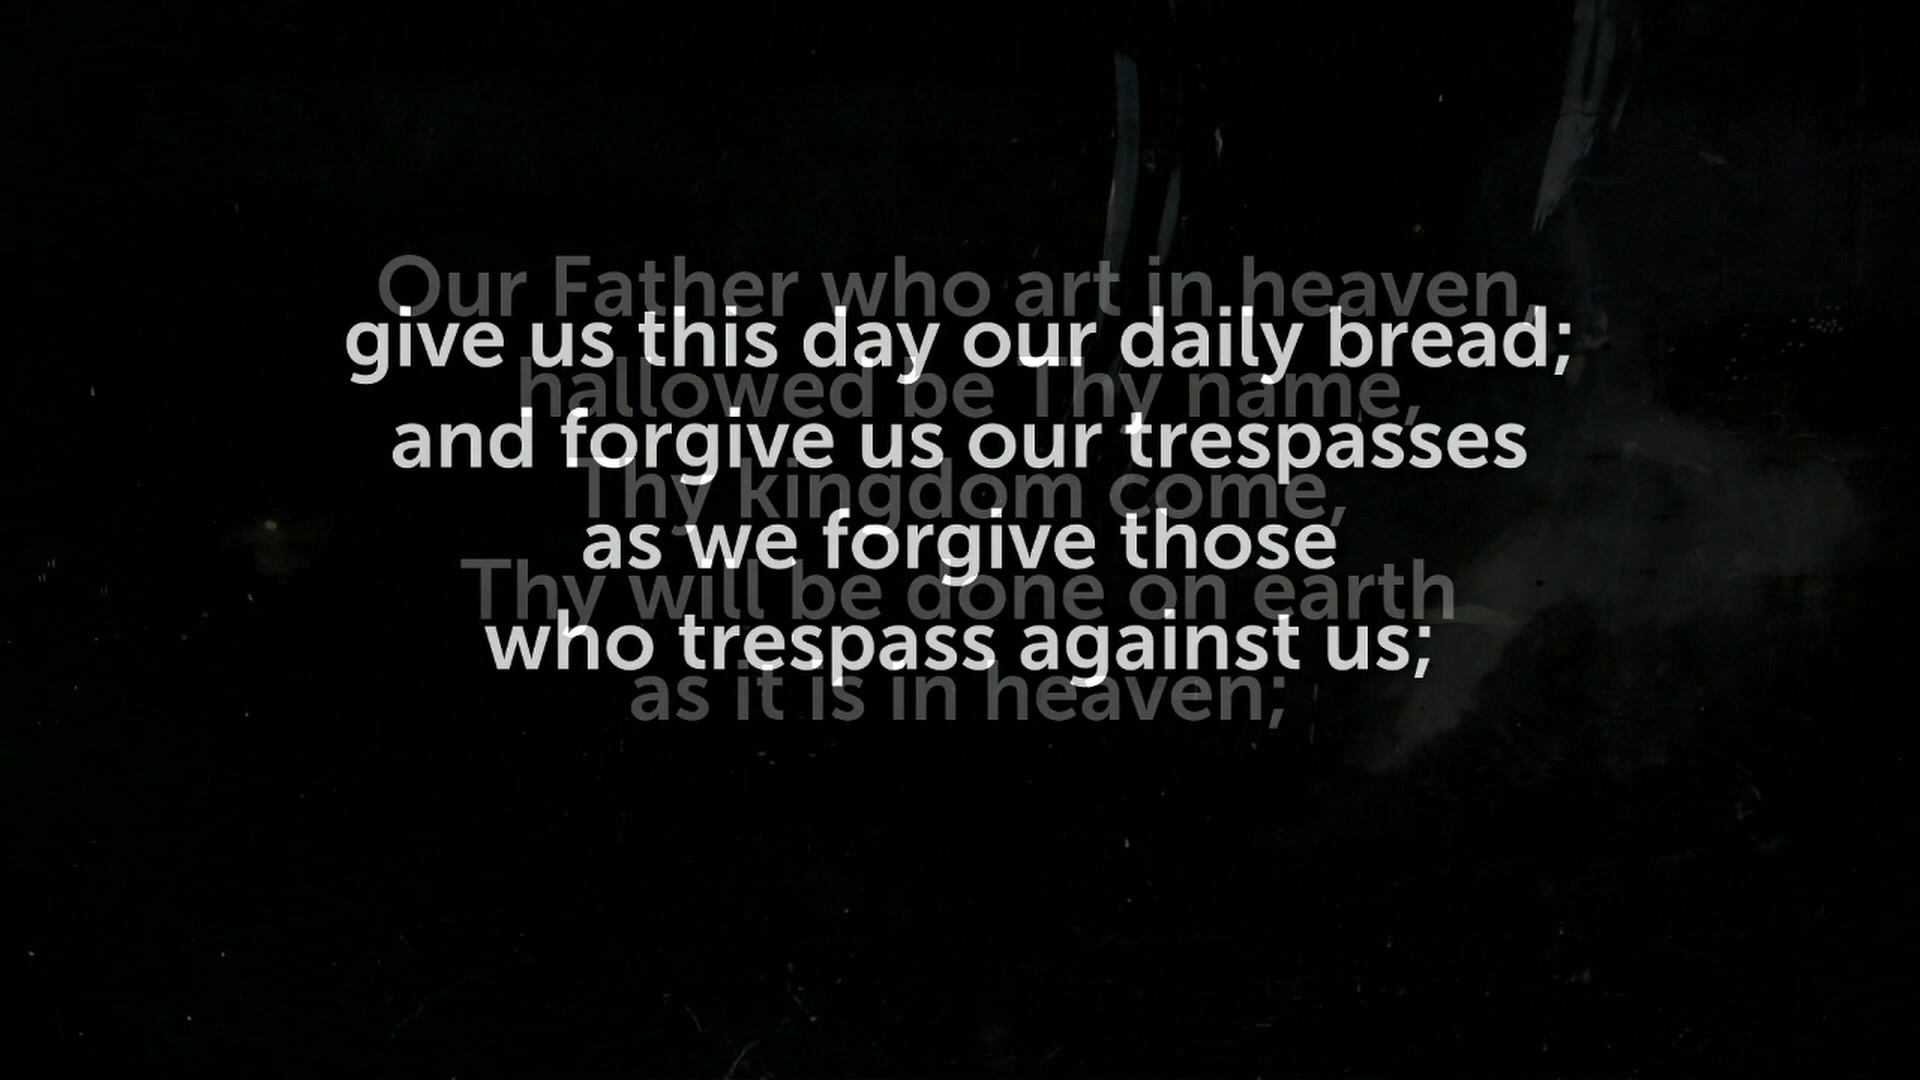 Our Father who art in heaven,
give us this day our daily bread;
hallowed be Thy name,
and forgive us our trespasses
Thy kingdom come,
as we forgive those
Thy will be done on earth
who trespass against us;
as it is in heaven;